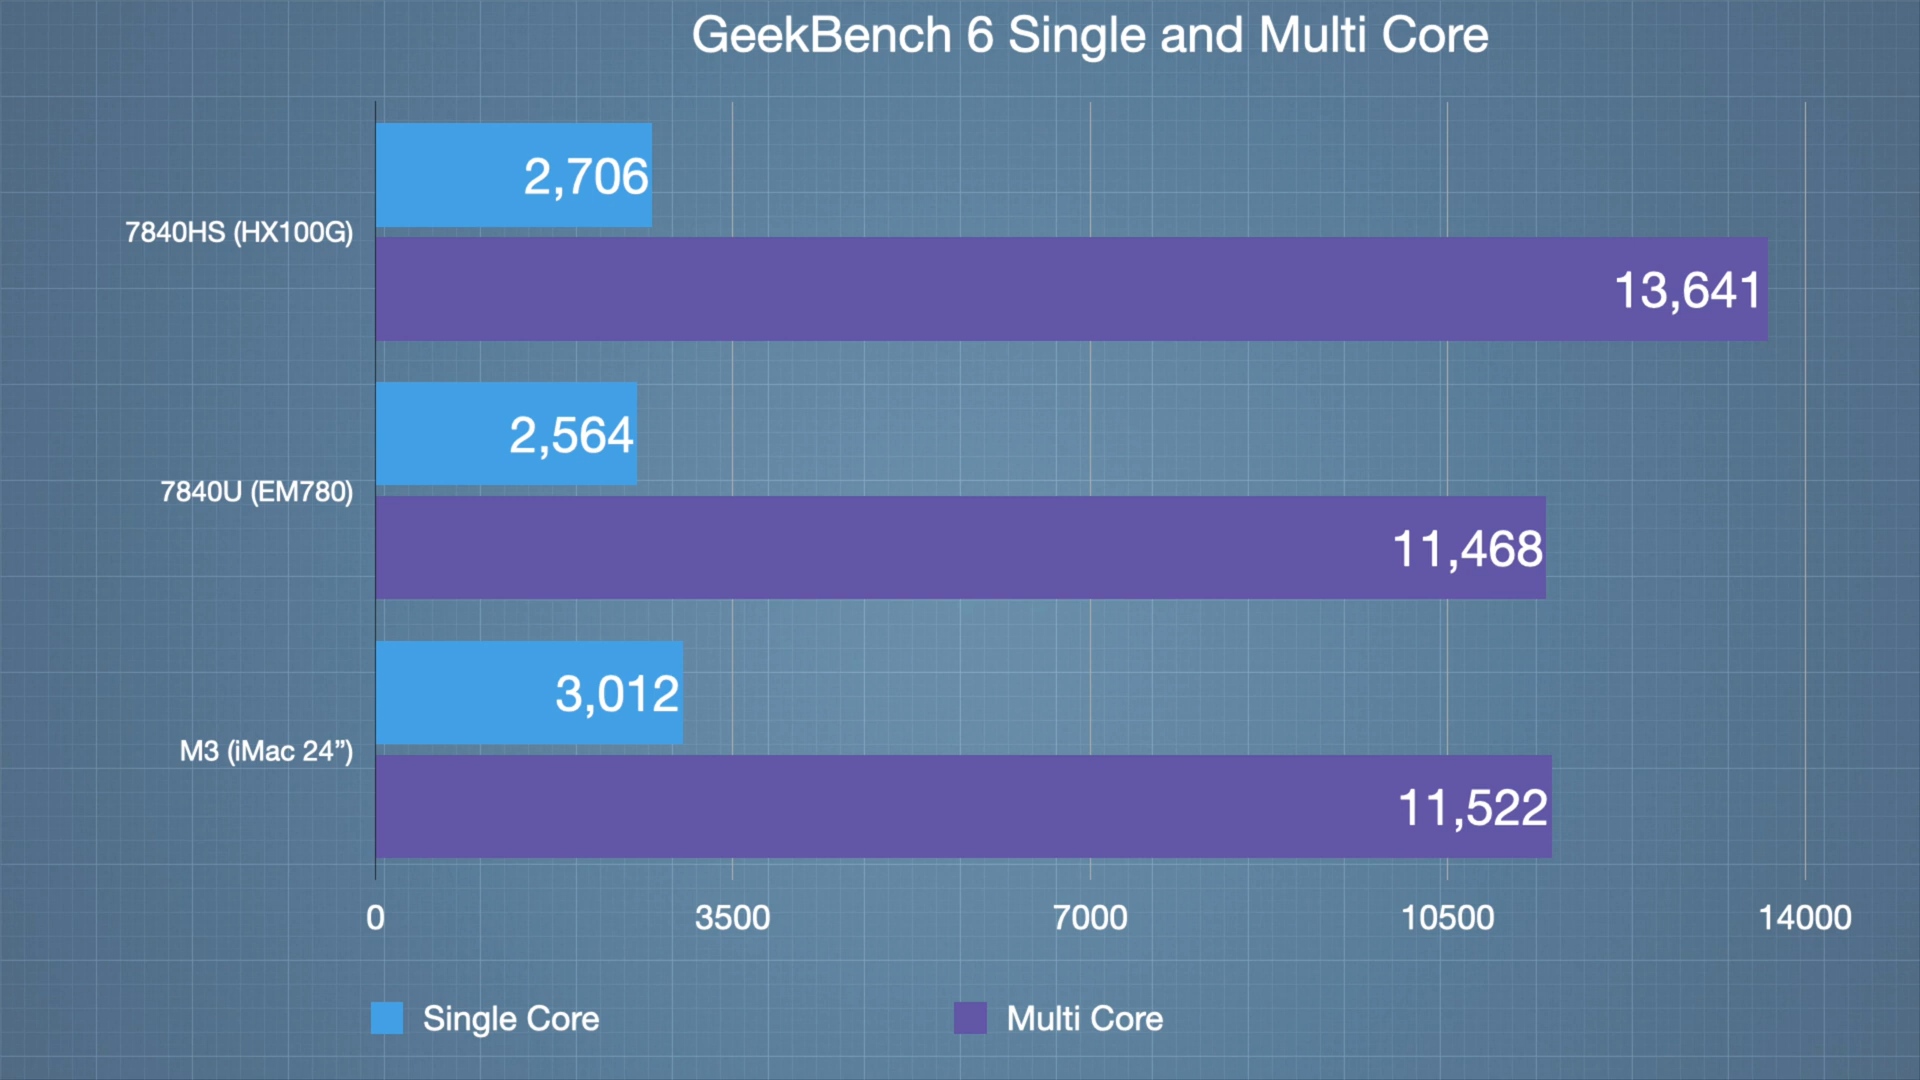 GeekBench 6 Single and Multi Core
2,706
7840HS (HX100G)
13,641
2,564
7840U (EM780)
11,468
3,012
M3 (iMac 24”)
11,522
0 3500 7000 10500 14000
Single Core Multi Core